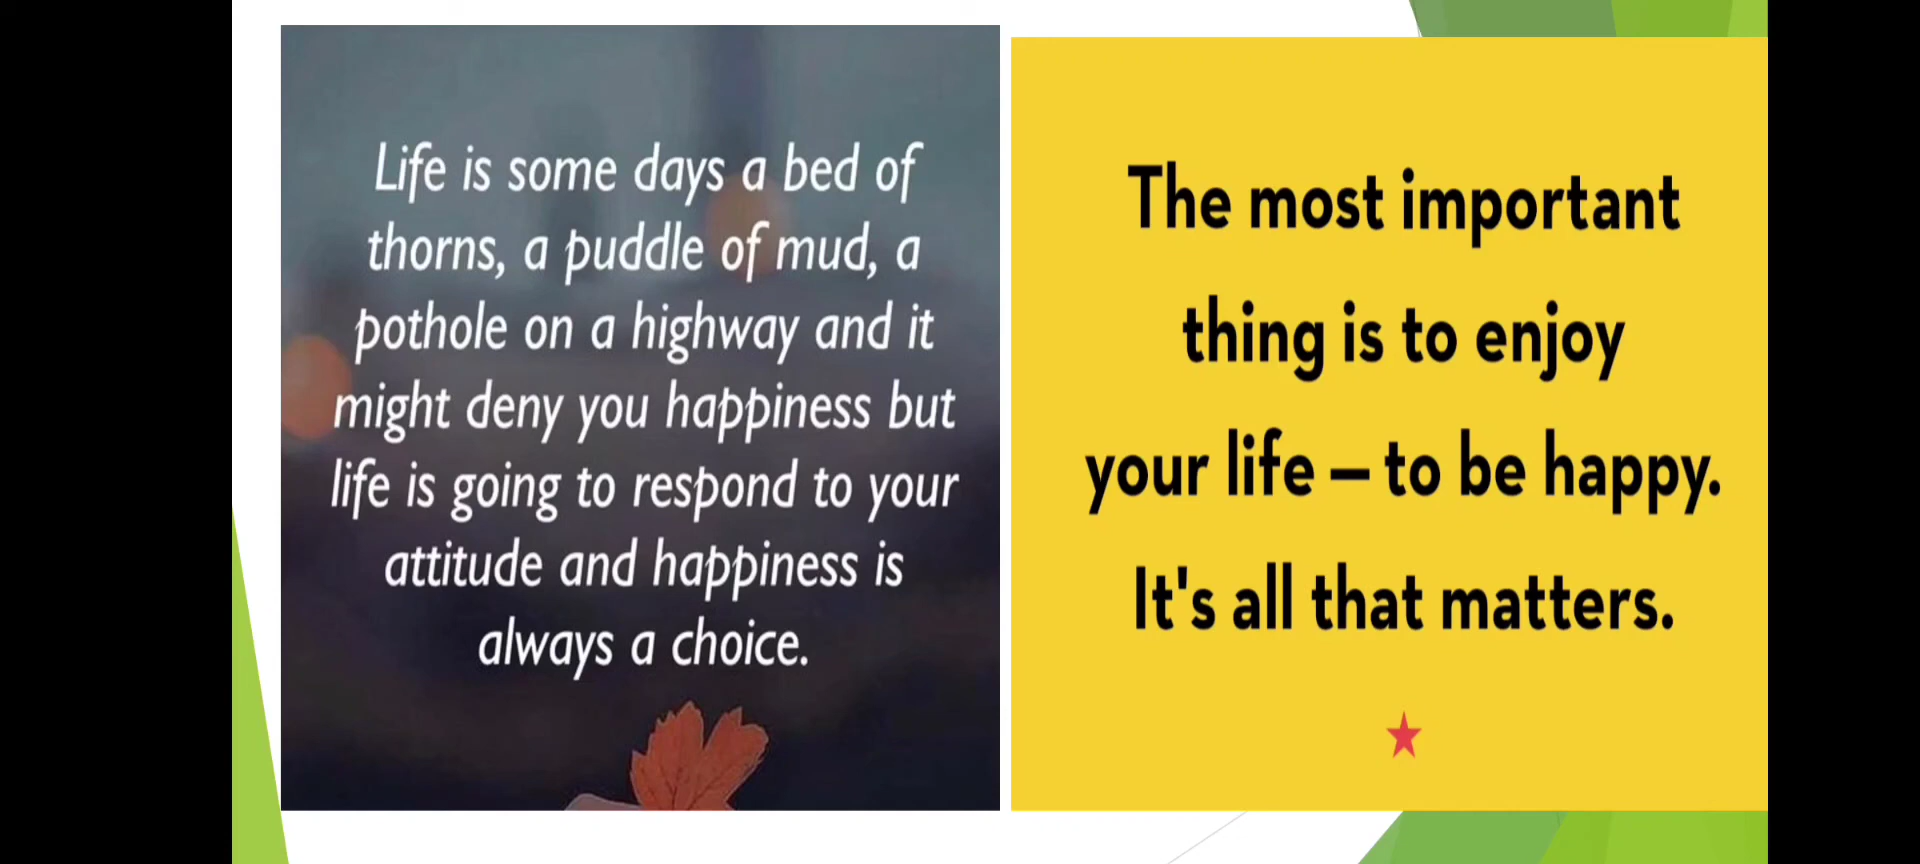 Life is some days a bed of
thorns, a puddle of mud, a
pothole on a highway and it
might deny you happiness but
life is going to respond to your
attitude and happiness is
always a choice.
The most important
thing is to enjoy
your life – to be happy.
It's all that matters.